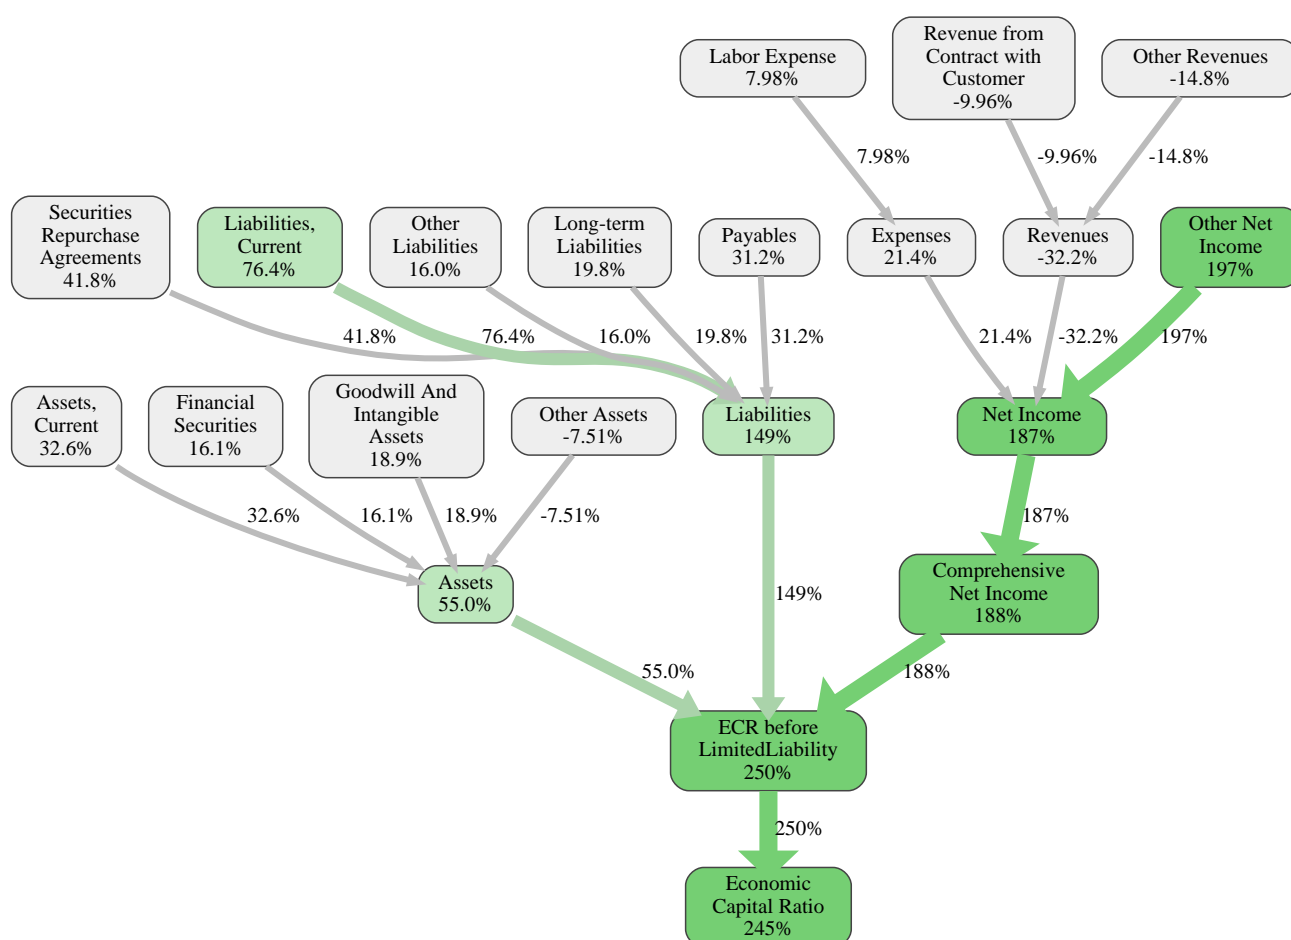 Labor Expense
7.98%
Revenue from
Contract with
Customer
-9.96%
Other Revenues
-14.8%
7.98%
-9.96%
-14.8%
Securities
Repurchase
Agreements
41.8%
Liabilities,
Current
76.4%
Other
Liabilities
16.0%
Long-term
Liabilities
19.8%
Payables
31.2%
Expenses
21.4%
Revenues
-32.2%
Other Net
Income
197%
41.8%
76.4%
16.0%
19.8%
31.2%
21.4%
-32.2%
197%
Assets,
Current
32.6%
Financial
Securities
16.1%
Goodwill And
Intangible
Assets
18.9%
Other Assets
-7.51%
Liabilities
149%
Net Income
187%
32.6%
16.1%
18.9%
-7.51%
187%
Assets
55.0%
149%
Comprehensive
Net Income
188%
55.0%
188%
ECR before
LimitedLiability
250%
250%
Economic
Capital Ratio
245%